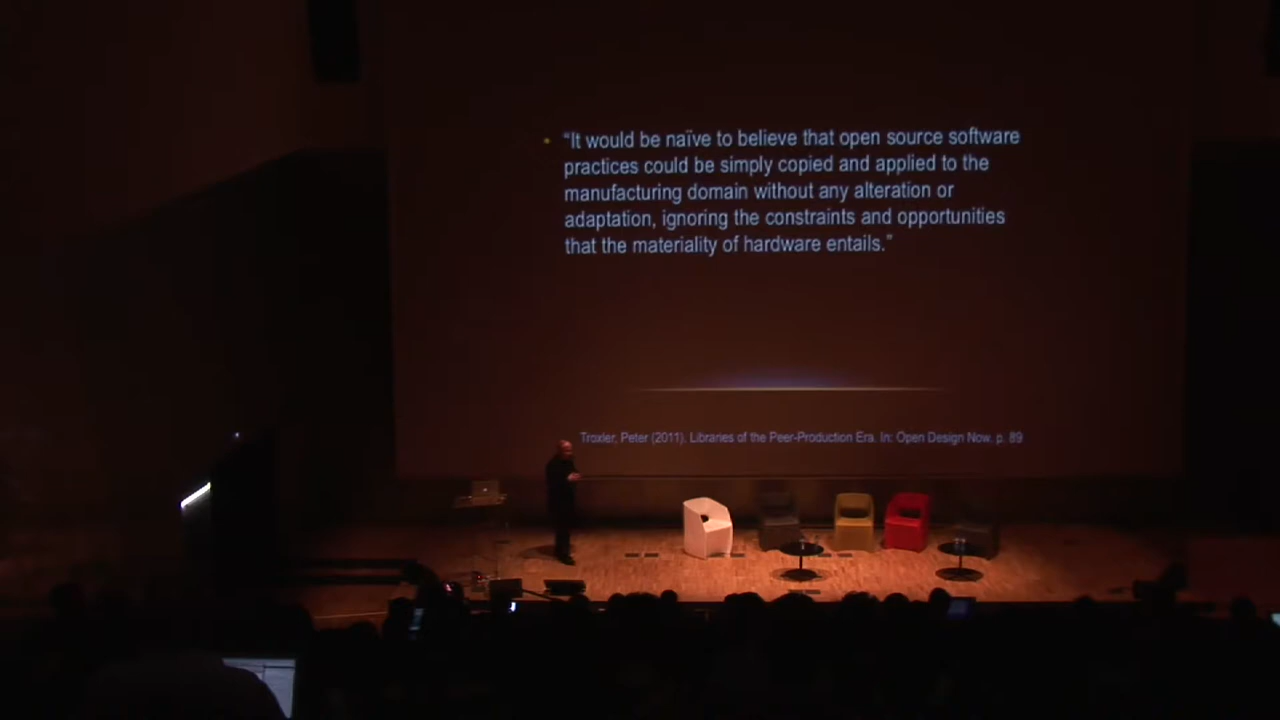 “It would be naïve to believe that open source software
practices could be simply copied and applied to the
manufacturing domain without any alteration or
adaptation, ignoring the constraints and opportunities
that the materiality of hardware entails.”
Troxler, Peter (2011). Libraries of the Peer-Production Era. In: Open Design Now. p. 89